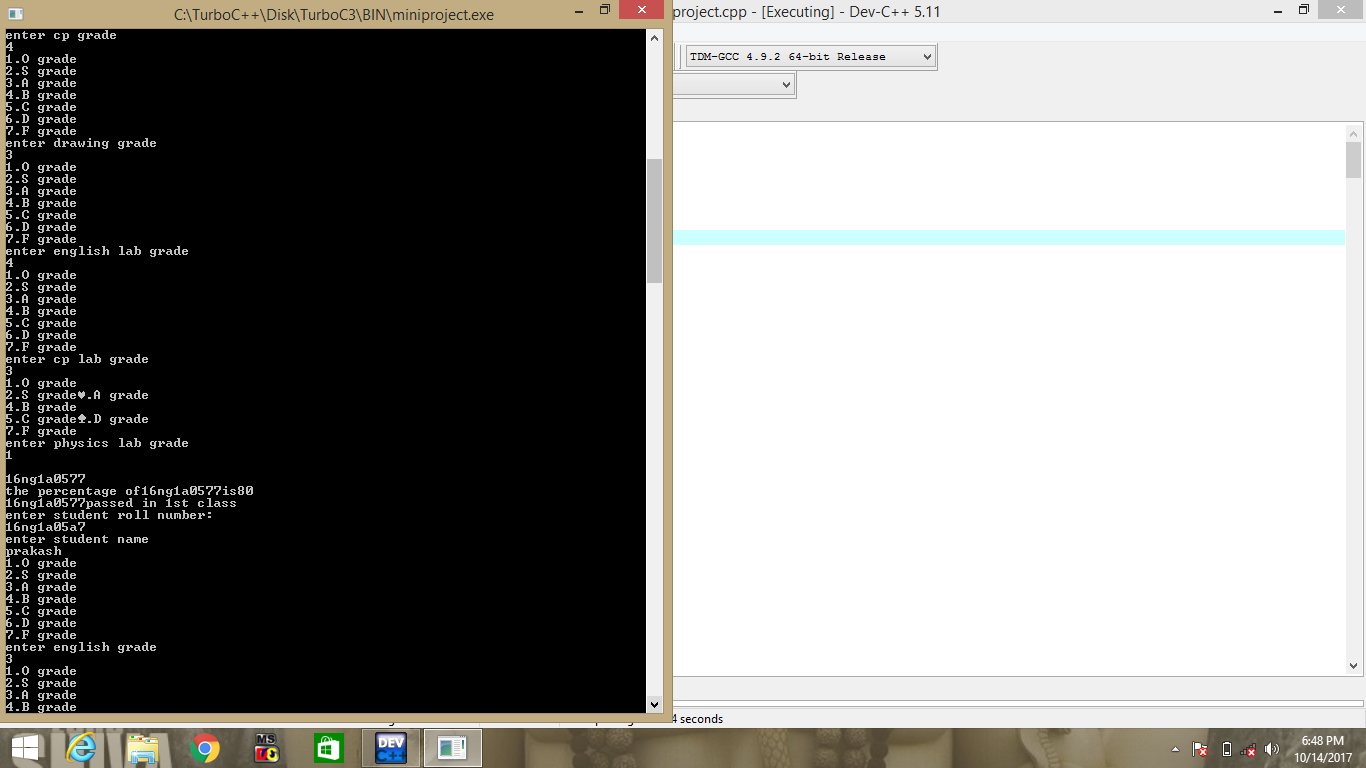 C:\TurboC++\Disk\TurboC3\BIN\miniproject.exe
project.cpp - [Executing] - Dev-C++ 5.11
TDM-GCC 4.9.2 64-bit Release
enter cp grade
4
1.O grade
2.S grade
3.A grade
4.B grade
5.C grade
6.D grade
7.F grade
enter drawing grade
3
1.O grade
2.S grade
3.A grade
4.B grade
5.C grade
6.D grade
7.F grade
enter english lab grade
4
1.O grade
2.S grade
3.A grade
4.B grade
5.C grade
6.D grade
7.F grade
enter cp lab grade
3
1.O grade
2.S grade♥.A grade
4.B grade
5.C grade♠.D grade
7.F grade
enter physics lab grade
1
16ng1a0577
the percentage of16ng1a0577is80
16ng1a0577passed in 1st class
enter student roll number:
16ng1a05a7
enter student name
prakash
1.O grade
2.S grade
3.A grade
4.B grade
5.C grade
6.D grade
7.F grade
enter english grade
3
1.O grade
2.S grade
3.A grade
4.B grade
4 seconds
MS
DEV
C++
6:48 PM
10/14/2017